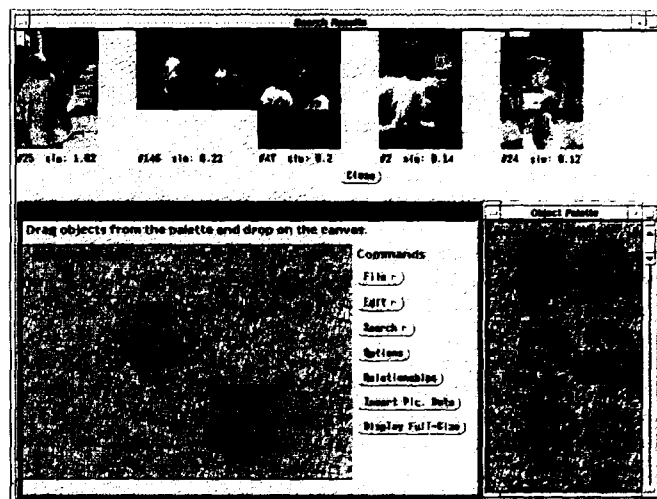 Search Results
#25 sim: 1.02 #146 sim: 0.22 #47 sim: 0.2 #2 sim: 0.14 #24 sim: 0.12
Close
Object Palette
Drag objects from the palette and drop on the canvas.
Commands
File
Edit
Search
Options
Relationships
Insert Pic. Data
Display Full-Size